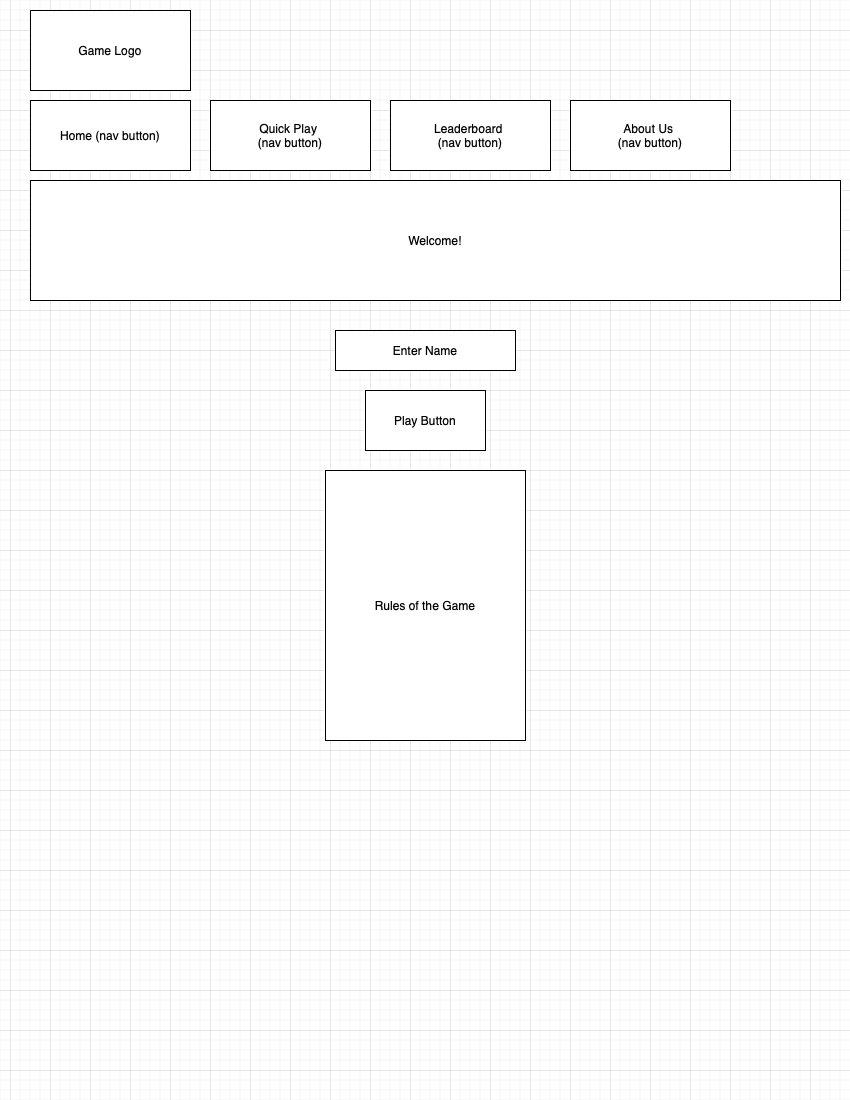 Game Logo
Home (nav button)
Quick Play
(nav button)
Leaderboard
(nav button)
About Us
(nav button)
Welcome!
Enter Name
Play Button
Rules of the Game